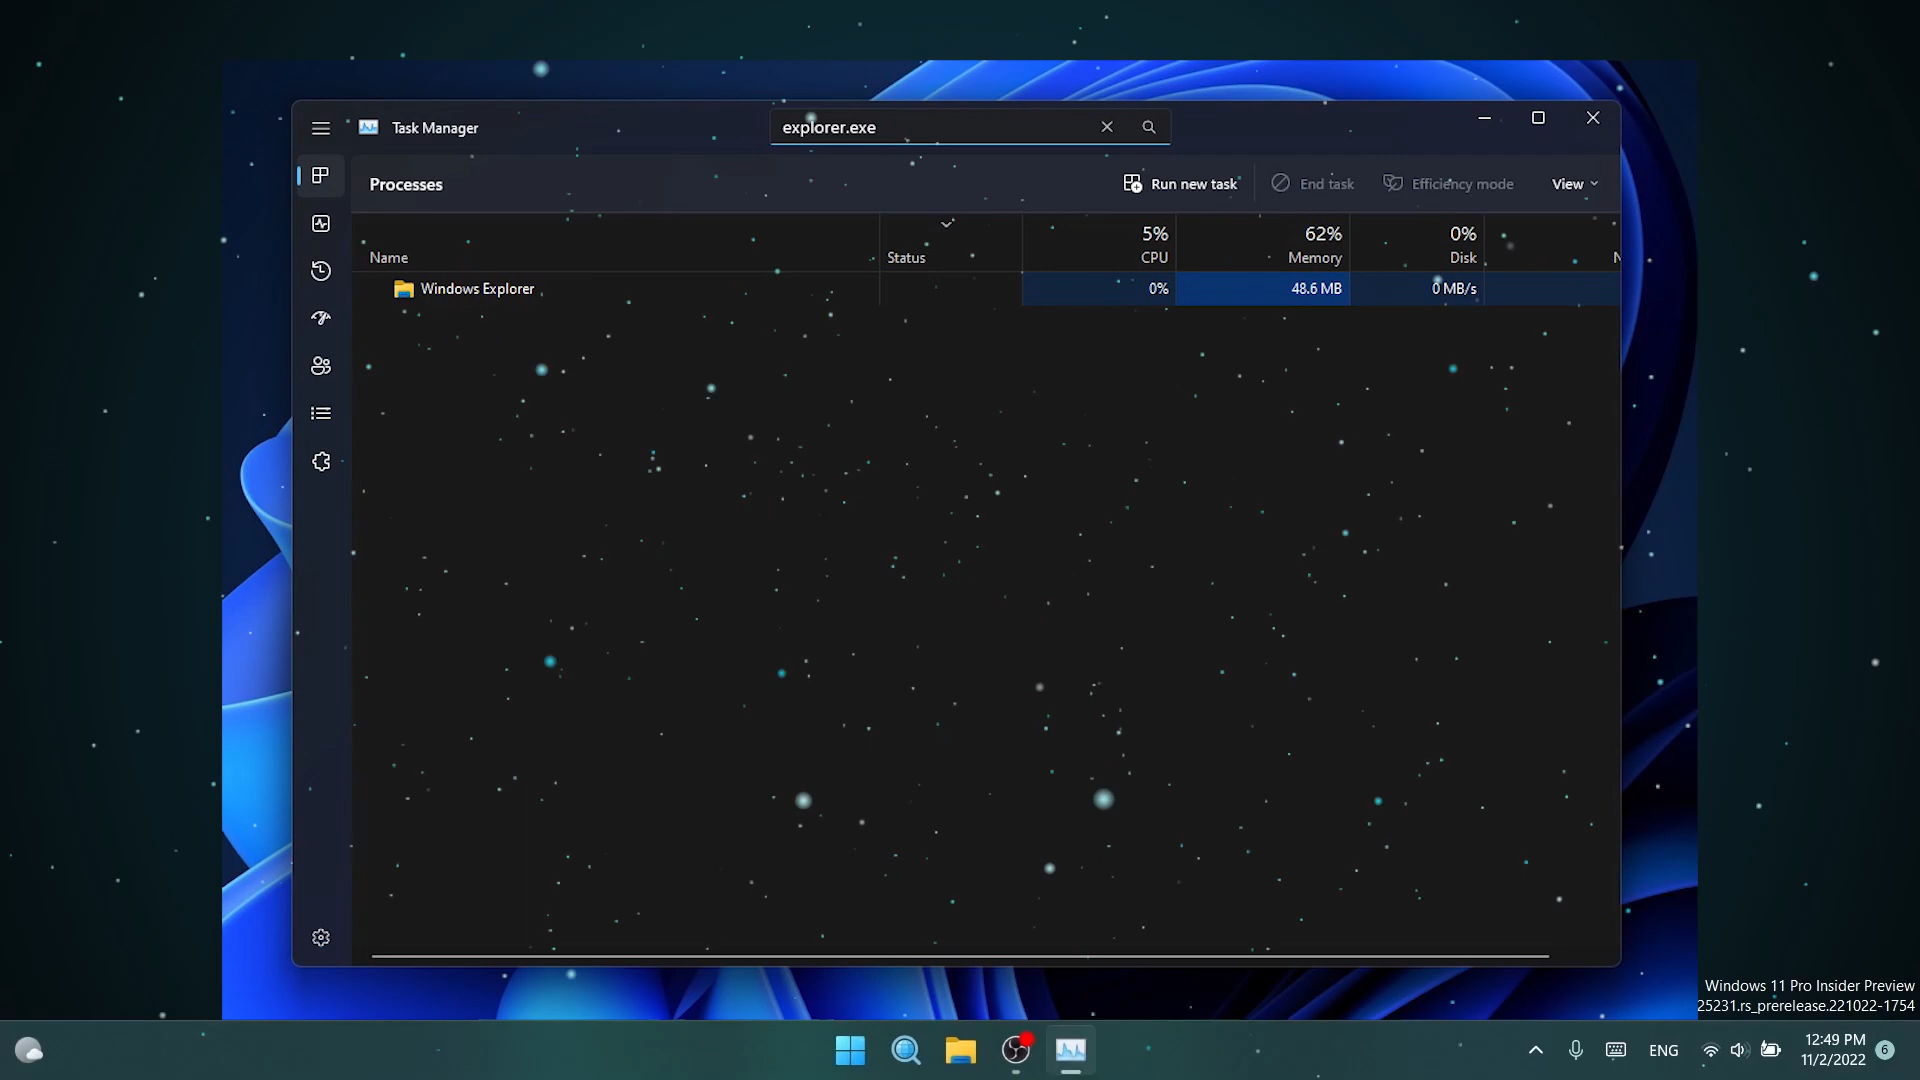 Task Manager
explorer.exe
Processes
Run new task
End task
Efficiency mode
View
5%
62%
0%
Name
Status
CPU
Memory
Disk
N
Windows Explorer
0%
48.6 MB
0 MB/s
Windows 11 Pro Insider Preview
25231.rs_prerelease.221022-1754
ENG
12:49 PM
11/2/2022
6